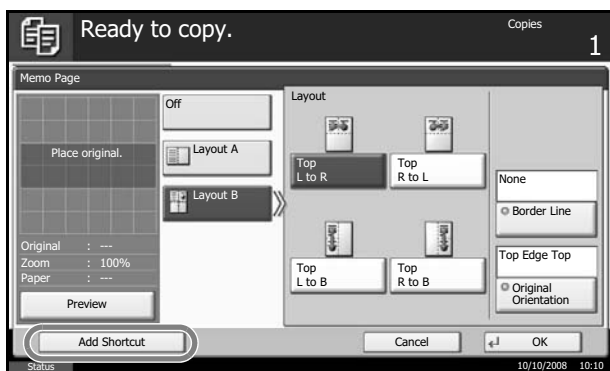 Ready to copy.
Copies
1
Memo Page
Place original.
Original : ---
Zoom : 100%
Paper : ---
Preview
Off
Layout A
Layout B
Layout
Top
L to R
Top
R to L
Top
L to B
Top
R to B
None
Border Line
Top Edge Top
Original
Orientation
Add Shortcut
Cancel
OK
Status
10/10/2008 10:10